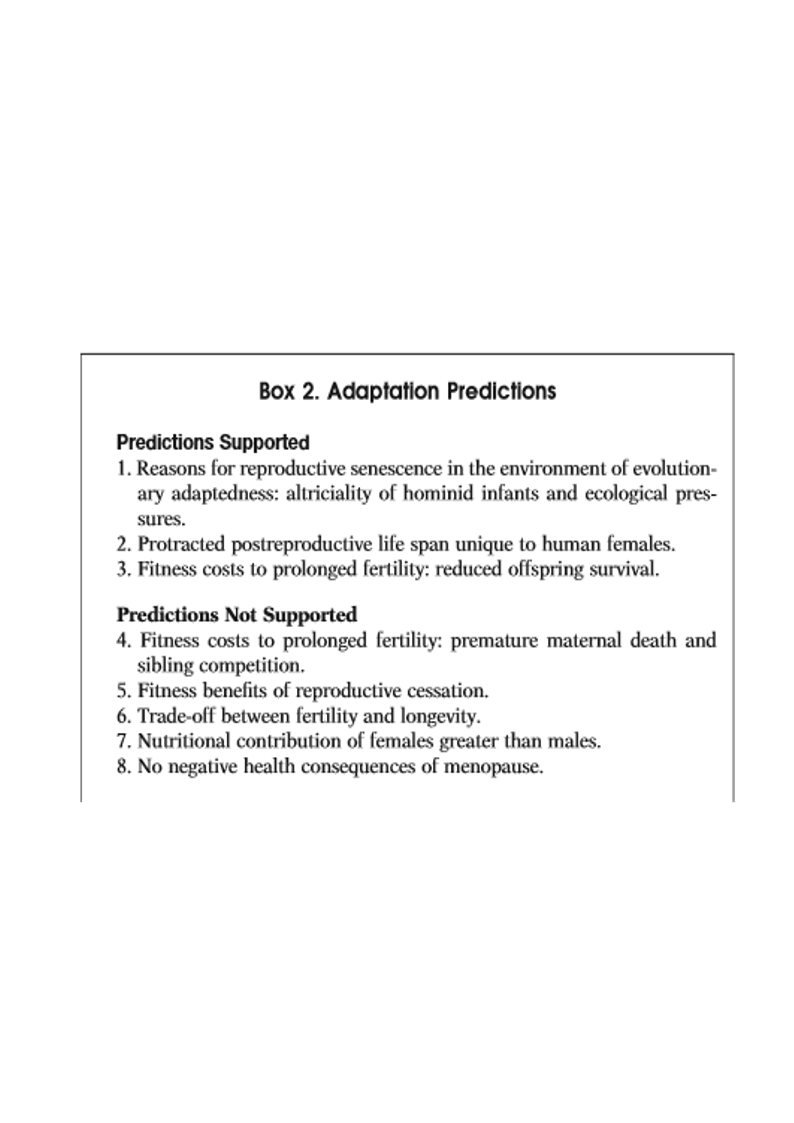 Box 2. Adaptation Predictions
Predictions Supported
1. Reasons for reproductive senescence in the environment of evolution-
ary adaptedness: altriciality of hominid infants and ecological pres-
sures.
2. Protracted postreproductive life span unique to human females.
3. Fitness costs to prolonged fertility: reduced offspring survival.
Predictions Not Supported
4. Fitness costs to prolonged fertility: premature maternal death and
sibling competition.
5. Fitness benefits of reproductive cessation.
6. Trade-off between fertility and longevity.
7. Nutritional contribution of females greater than males.
8. No negative health consequences of menopause.